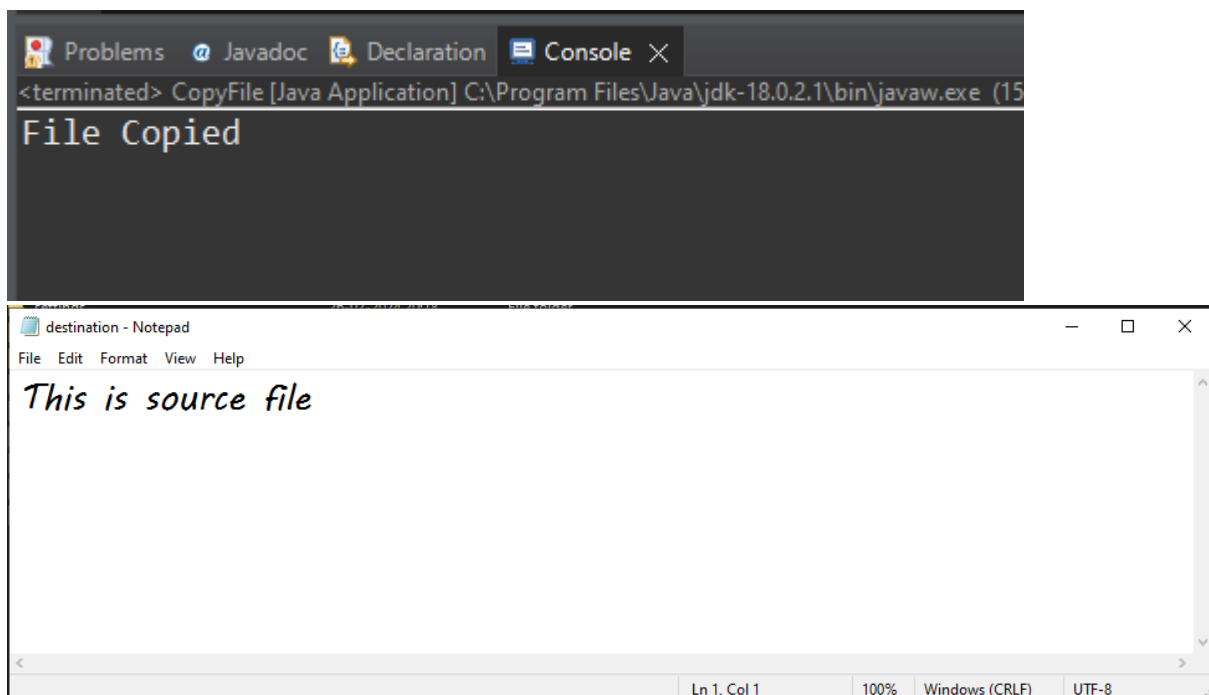 Problems @ Javadoc Declaration Console
<terminated> CopyFile [Java Application] C:\Program Files\Java\jdk-18.0.2.1\bin\javaw.exe (15
File Copied
destination - Notepad
File Edit Format View Help
This is source file
Ln 1, Col 1 100% Windows (CRLF) UTF-8